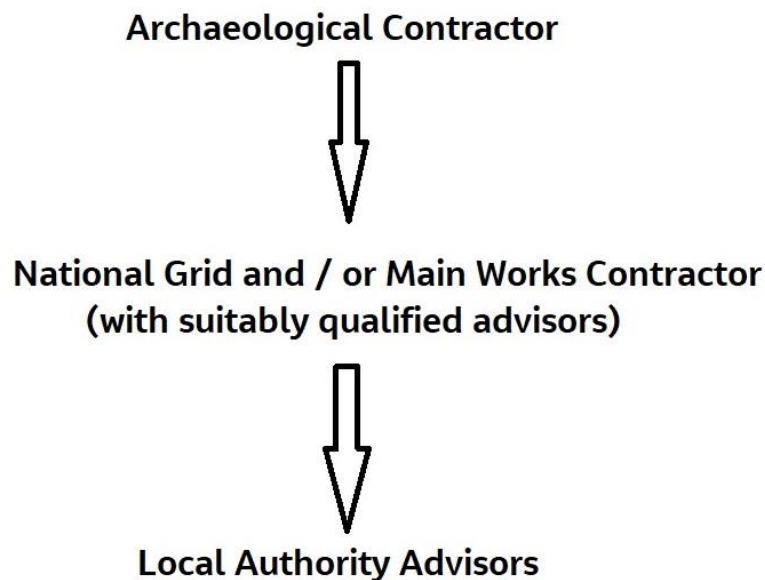 Archaeological Contractor
National Grid and / or Main Works Contractor
(with suitably qualified advisors)
Local Authority Advisors